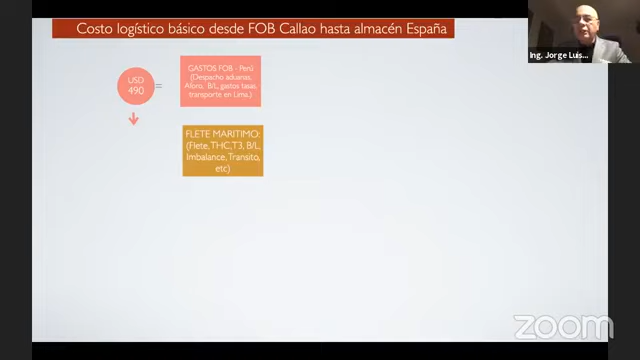 Costo logístico básico desde FOB Callao hasta almacén España
USD
490
=
GASTOS FOB - Perú
(Despacho aduanas,
Aforo, B/L, gastos tasas,
transporte en Lima,)
FLETE MARITIMO:
(Flete, THC, T3, B/L,
Imbalance, Transito,
etc)
Ing. Jorge Luis...
zoom